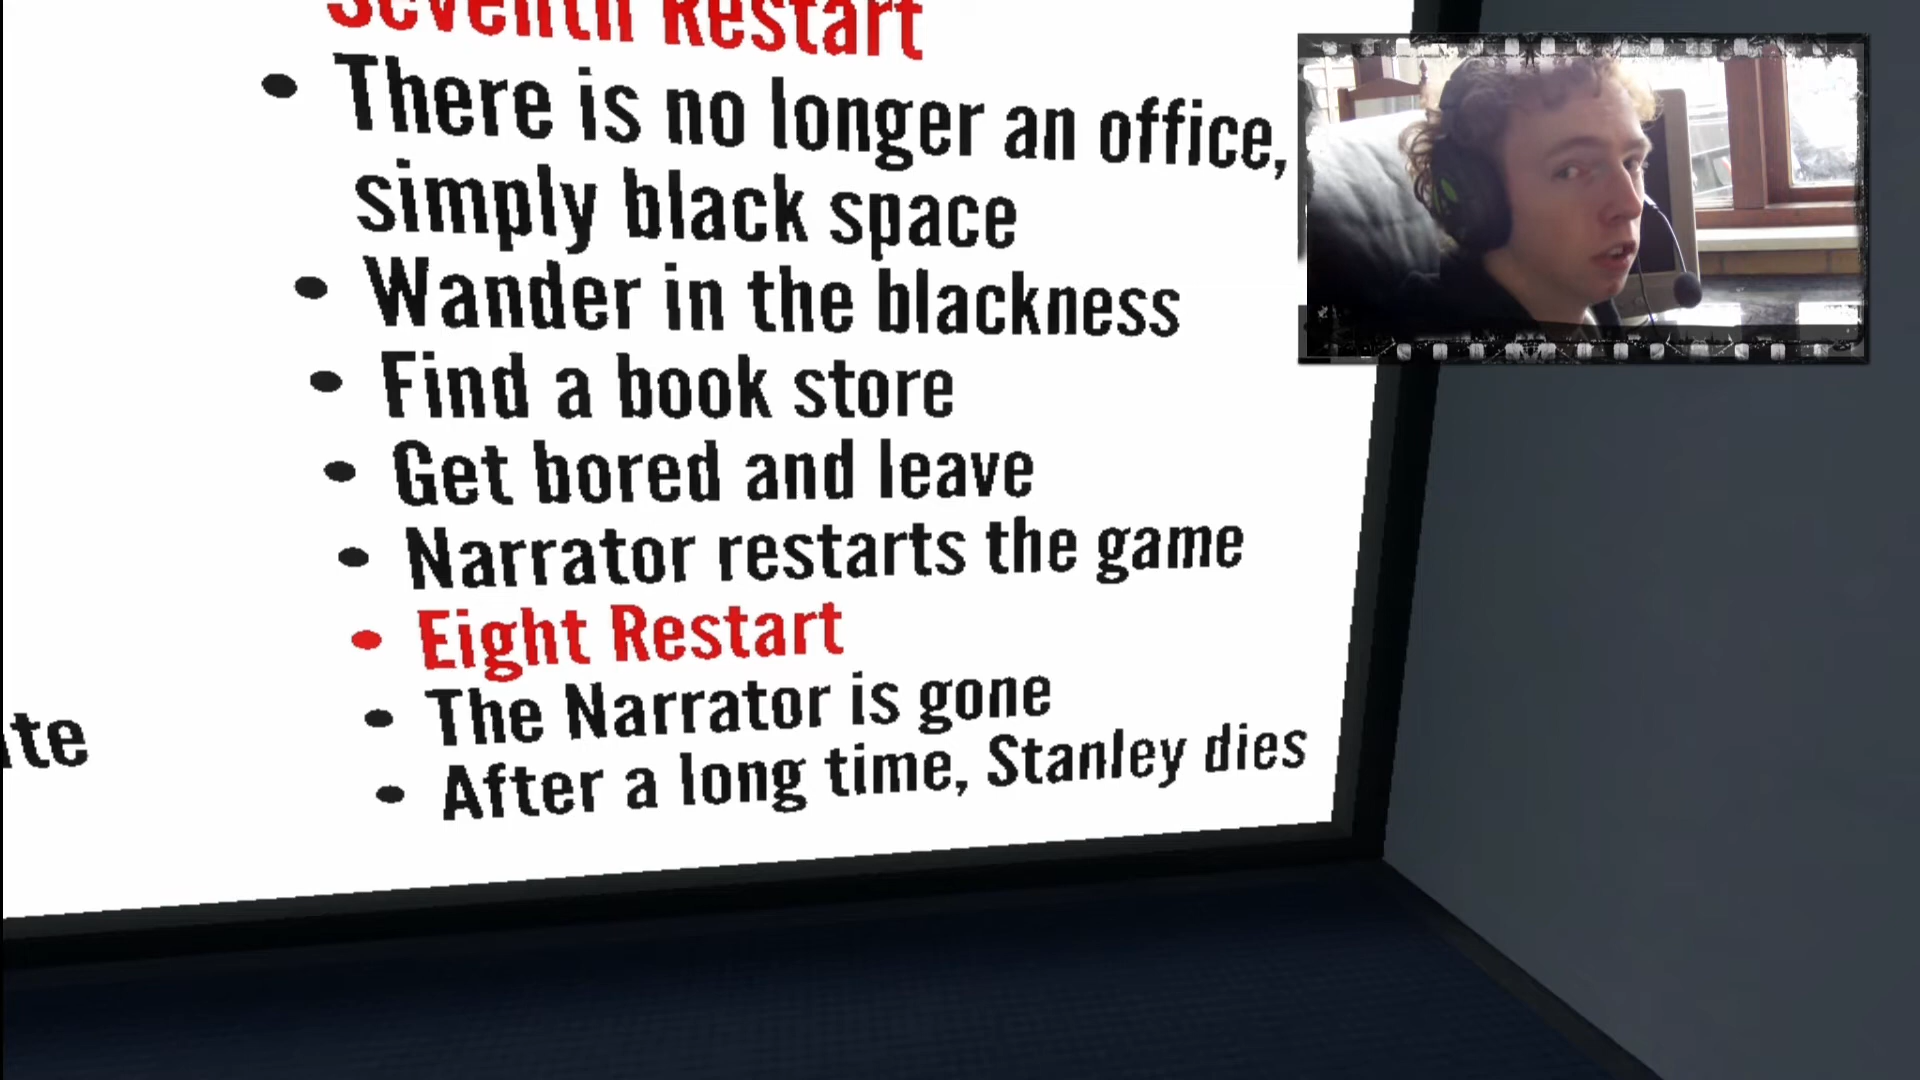 Seventh Restart
• There is no longer an office,
simply black space
• Wander in the blackness
• Find a book store
• Get bored and leave
• Narrator restarts the game
• Eight Restart
• The Narrator is gone
• After a long time, Stanley dies